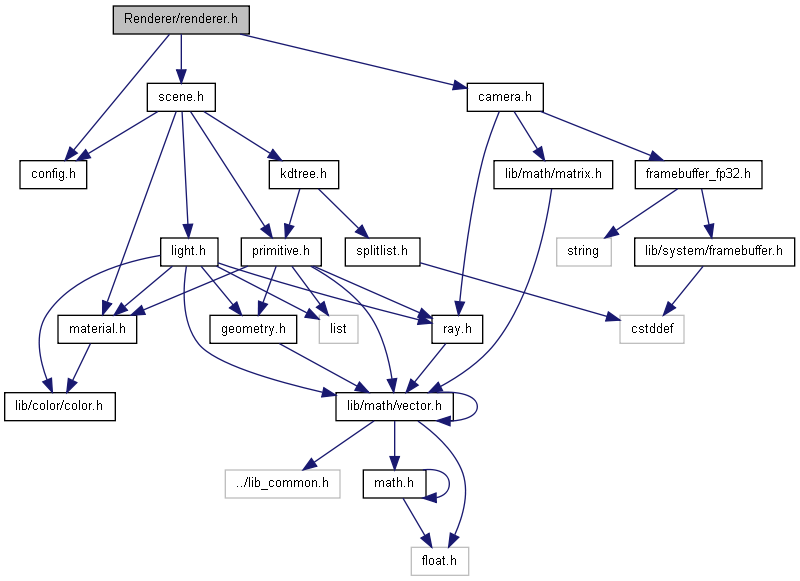 Renderer/renderer.h
scene.h
camera.h
config.h
kdtree.h
lib/math/matrix.h
framebuffer_fp32.h
light.h
primitive.h
splitlist.h
string
lib/system/framebuffer.h
material.h
geometry.h
list
ray.h
cstddef
lib/color/color.h
lib/math/vector.h
../lib_common.h
math.h
float.h